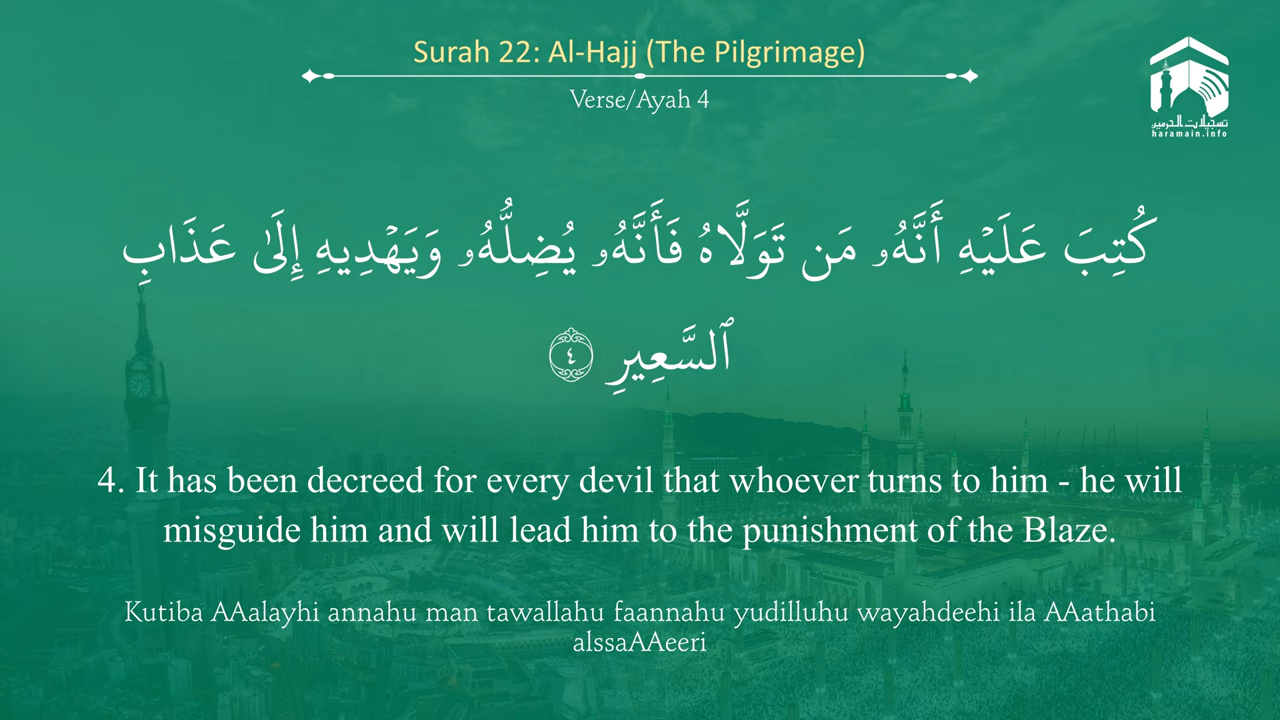 Surah 22: Al-Hajj (The Pilgrimage)
Verse/Ayah 4
تسجيلات الحرمين
haramain.info
كُتِبَ عَلَيْهِ أَنَّهُۥ مَن تَوَلَّاهُ فَأَنَّهُۥ يُضِلُّهُۥ وَيَهْدِيهِ إِلَىٰ عَذَابِ
ٱلسَّعِيرِ ٤
4. It has been decreed for every devil that whoever turns to him - he will
misguide him and will lead him to the punishment of the Blaze.
Kutiba AAalayhi annahu man tawallahu faannahu yudilluhu wayahdeehi ila AAathabi
alssaAAeeri